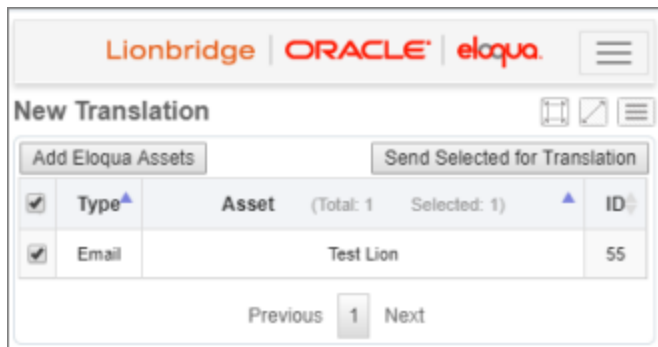 Lionbridge | ORACLE | eloqua.
New Translation
Add Eloqua Assets Send Selected for Translation
Type Asset (Total: 1 Selected: 1) ID
Email Test Lion 55
Previous 1 Next